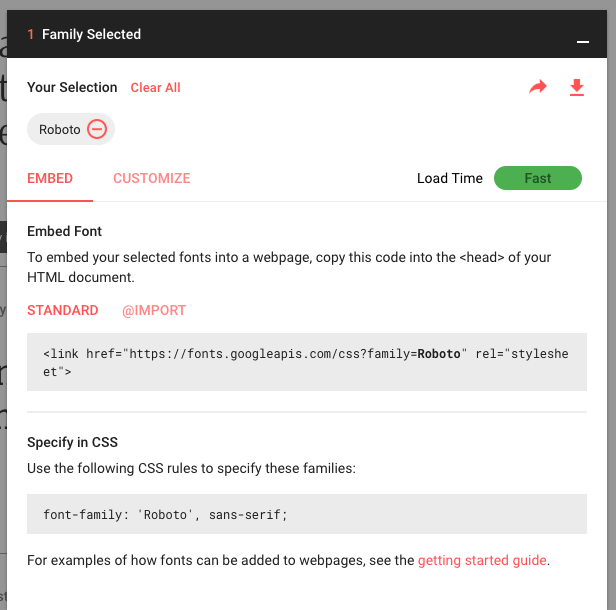 1 Family Selected
Your Selection Clear All
Roboto
EMBED CUSTOMIZE Load Time Fast
Embed Font
To embed your selected fonts into a webpage, copy this code into the <head> of your
HTML document.
STANDARD @IMPORT
<link href="https://fonts.googleapis.com/css?family=Roboto" rel="styleshe
et">
Specify in CSS
Use the following CSS rules to specify these families:
font-family: 'Roboto', sans-serif;
For examples of how fonts can be added to webpages, see the getting started guide.